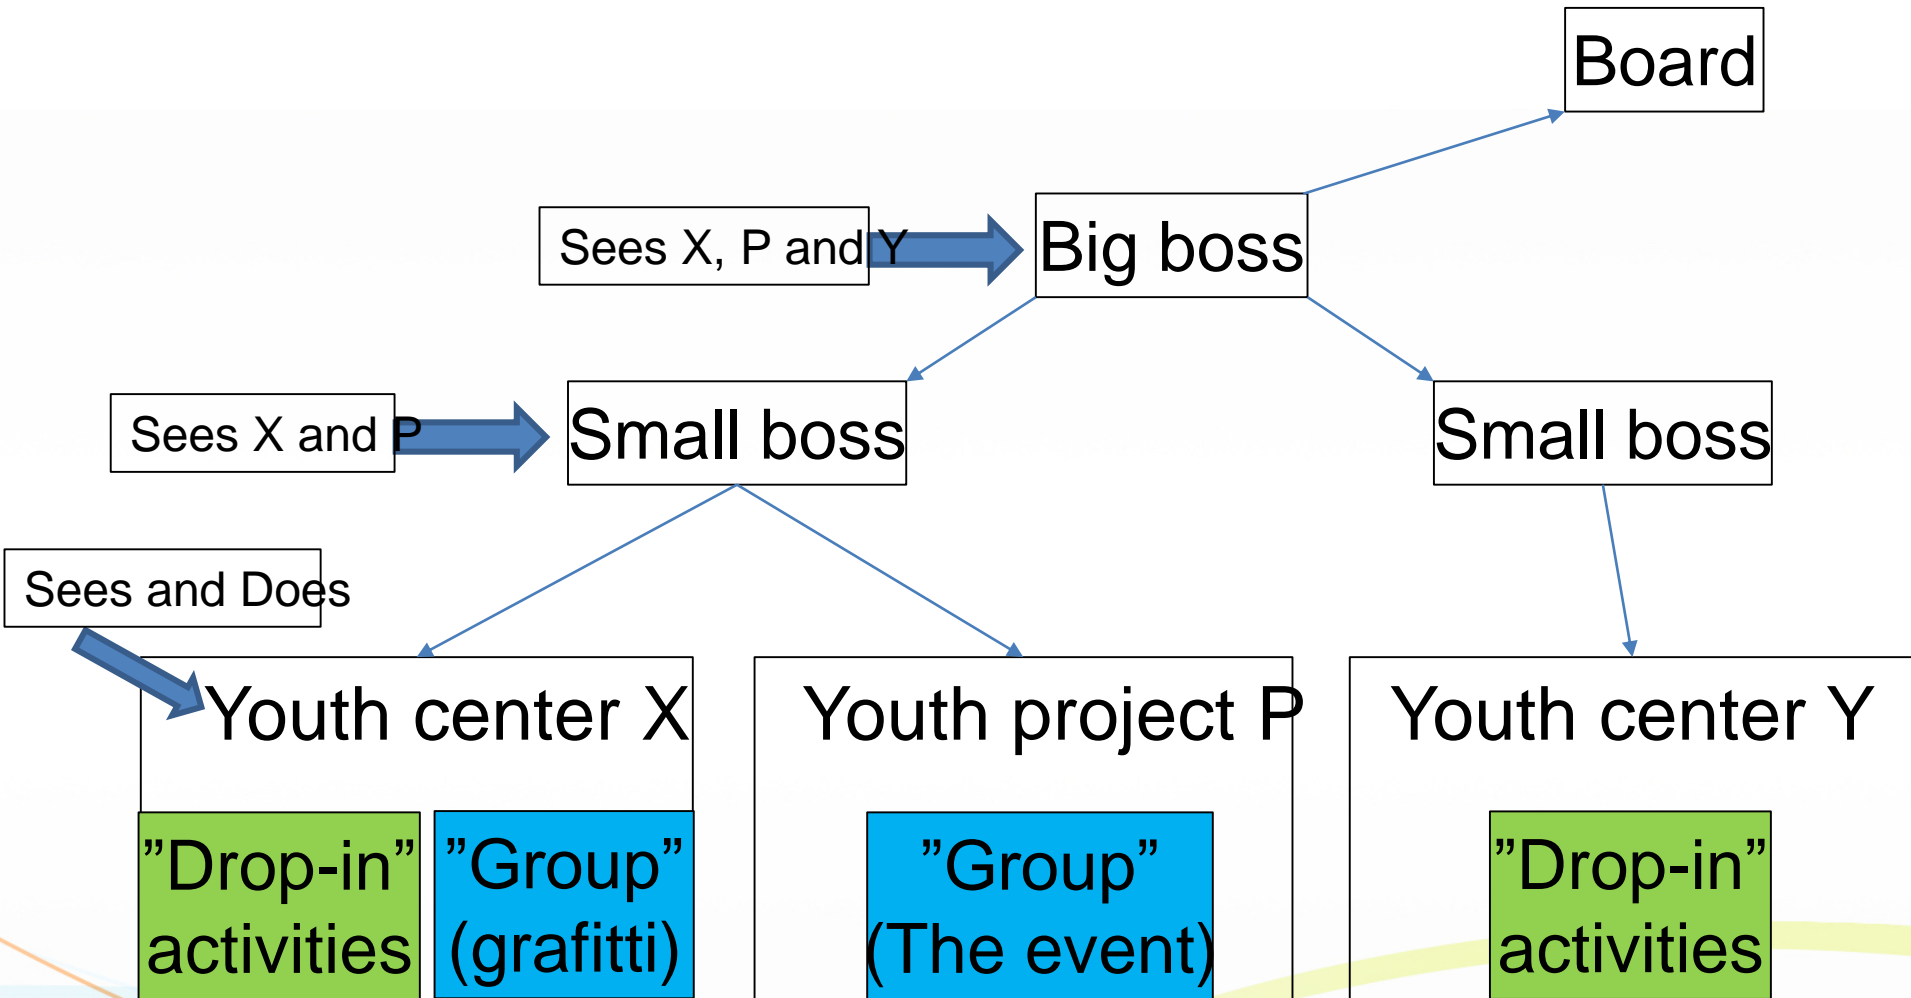 Board
Sees X, P and Y
Big boss
Sees X and P
Small boss
Small boss
Sees and Does
Youth center X
Youth project P
Youth center Y
”Drop-in”
activities
”Group”
(grafitti)
”Group”
(The event)
”Drop-in”
activities